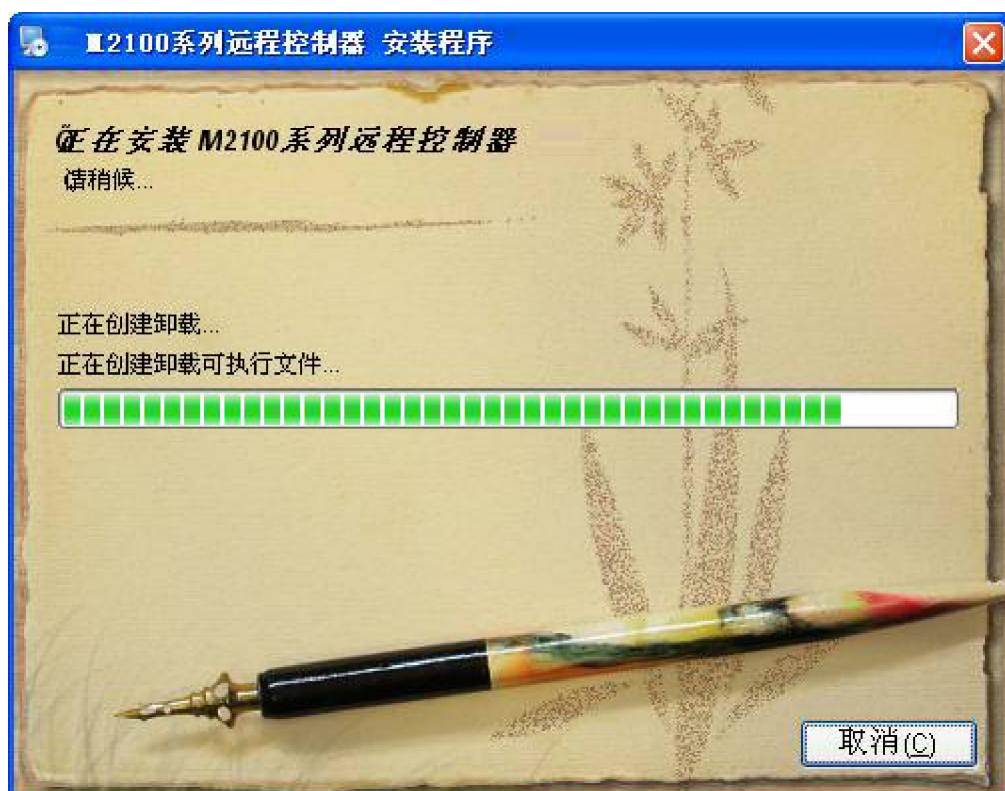 M2100系列远程控制器 安装程序
正在安装 M2100系列远程控制器
请稍候...
正在创建卸载...
正在创建卸载可执行文件...
取消(C)